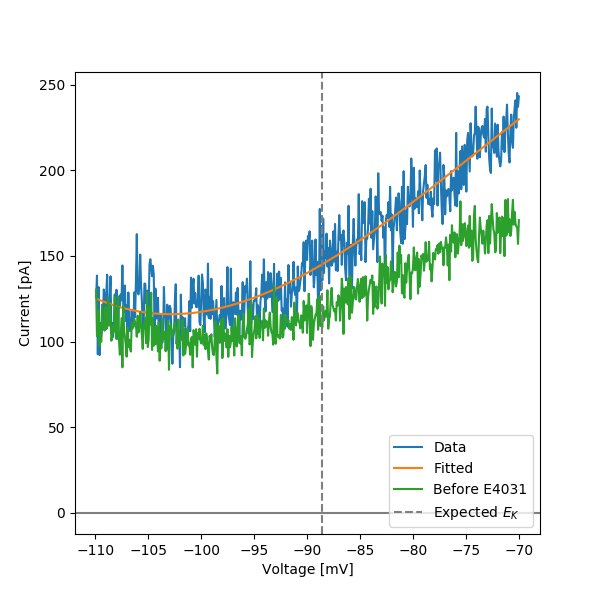 250
200
150
100
50
0
Current [pA]
Data
Fitted
Before E4031
Expected E_K
−110
−105
−100
−95
−90
−85
−80
−75
−70
Voltage [mV]